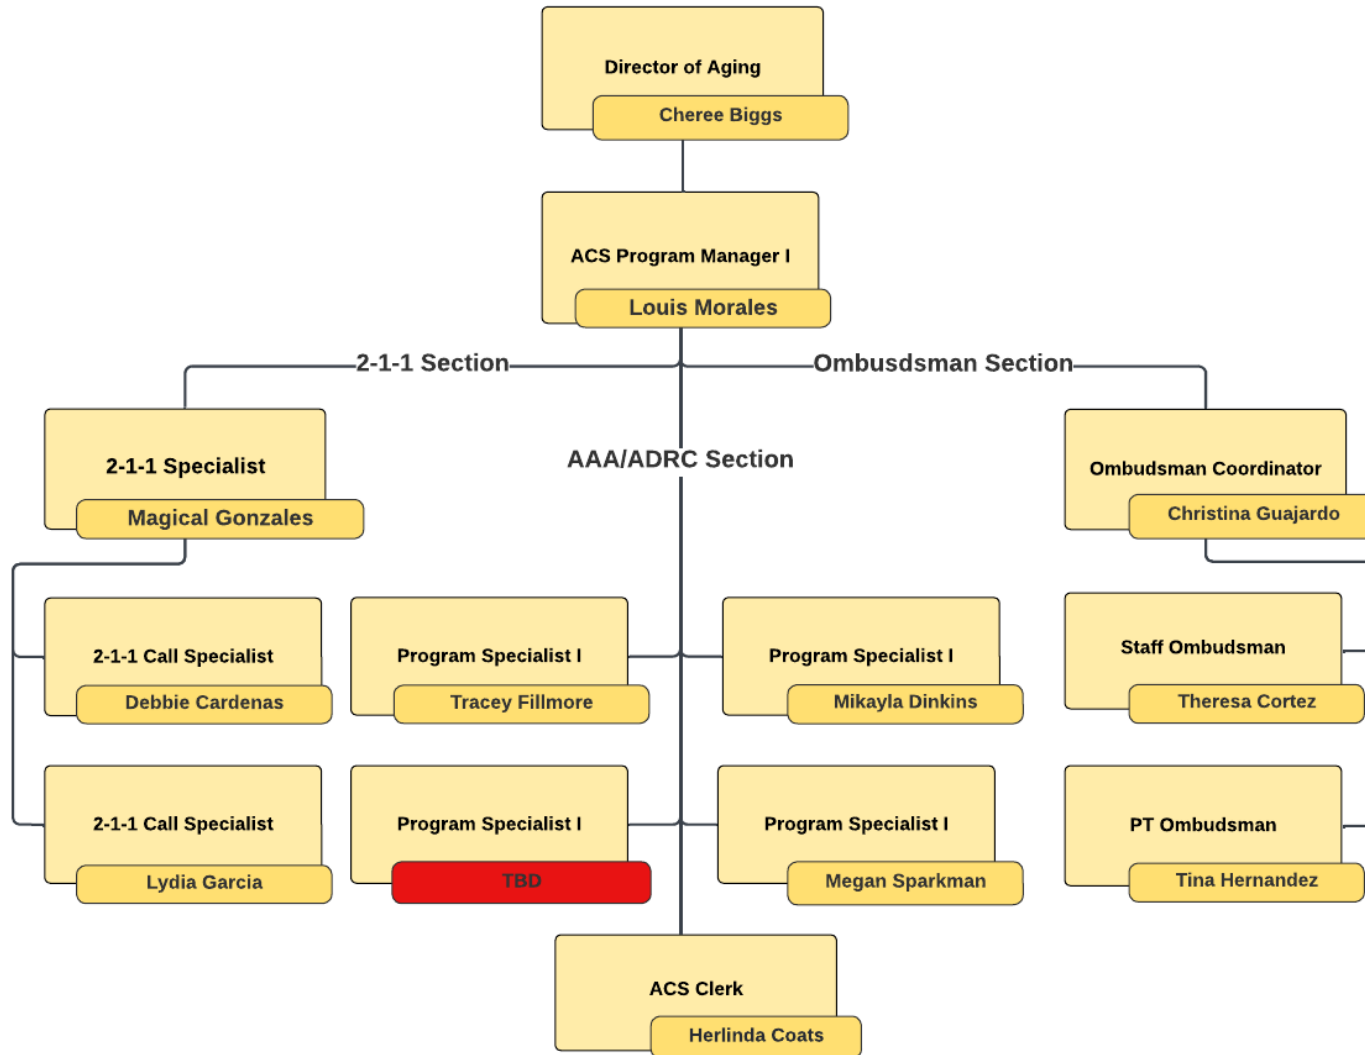 Director of Aging
Cheree Biggs
ACS Program Manager I
Louis Morales
2-1-1 Section
Ombusdsman Section
AAA/ADRC Section
2-1-1 Specialist
Magical Gonzales
Ombudsman Coordinator
Christina Guajardo
2-1-1 Call Specialist
Debbie Cardenas
Program Specialist I
Tracey Fillmore
Program Specialist I
Mikayla Dinkins
Staff Ombudsman
Theresa Cortez
2-1-1 Call Specialist
Lydia Garcia
Program Specialist I
TBD
Program Specialist I
Megan Sparkman
PT Ombudsman
Tina Hernandez
ACS Clerk
Herlinda Coats